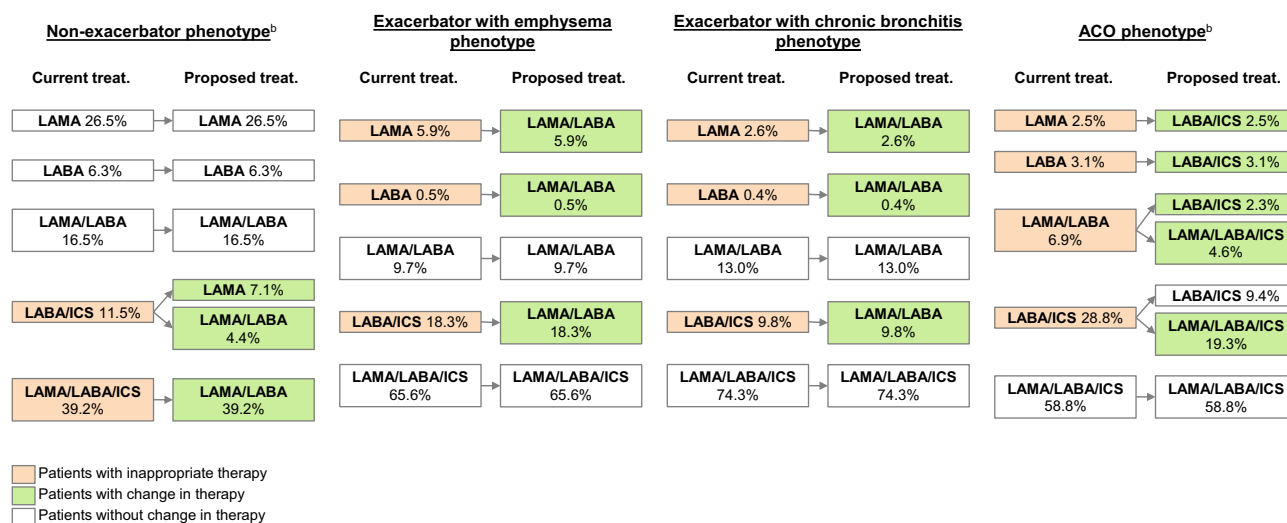 Non-exacerbator phenotypeb
Current treat. Proposed treat.
LAMA 26.5% LAMA 26.5%
LABA 6.3% LABA 6.3%
LAMA/LABA LAMA/LABA
16.5% 16.5%
LABA/ICS 11.5%
LAMA 7.1%
LAMA/LABA
4.4%
LAMA/LABA/ICS LAMA/LABA
39.2% 39.2%
Exacerbator with emphysema
phenotype
Current treat. Proposed treat.
LAMA 5.9%
LAMA/LABA
5.9%
LABA 0.5%
LAMA/LABA
0.5%
LAMA/LABA LAMA/LABA
9.7% 9.7%
LABA/ICS 18.3%
LAMA/LABA
18.3%
LAMA/LABA/ICS LAMA/LABA/ICS
65.6% 65.6%
Exacerbator with chronic bronchitis
phenotype
Current treat. Proposed treat.
LAMA 2.6%
LAMA/LABA
2.6%
LABA 0.4%
LAMA/LABA
0.4%
LAMA/LABA LAMA/LABA
13.0% 13.0%
LABA/ICS 9.8%
LAMA/LABA
9.8%
LAMA/LABA/ICS LAMA/LABA/ICS
74.3% 74.3%
ACO phenotypeb
Current treat. Proposed treat.
LAMA 2.5% LABA/ICS 2.5%
LABA 3.1% LABA/ICS 3.1%
LAMA/LABA
6.9%
LABA/ICS 2.3%
LAMA/LABA/ICS
4.6%
LABA/ICS 28.8%
LABA/ICS 9.4%
LAMA/LABA/ICS
19.3%
LAMA/LABA/ICS LAMA/LABA/ICS
58.8% 58.8%
Patients with inappropriate therapy
Patients with change in therapy
Patients without change in therapy